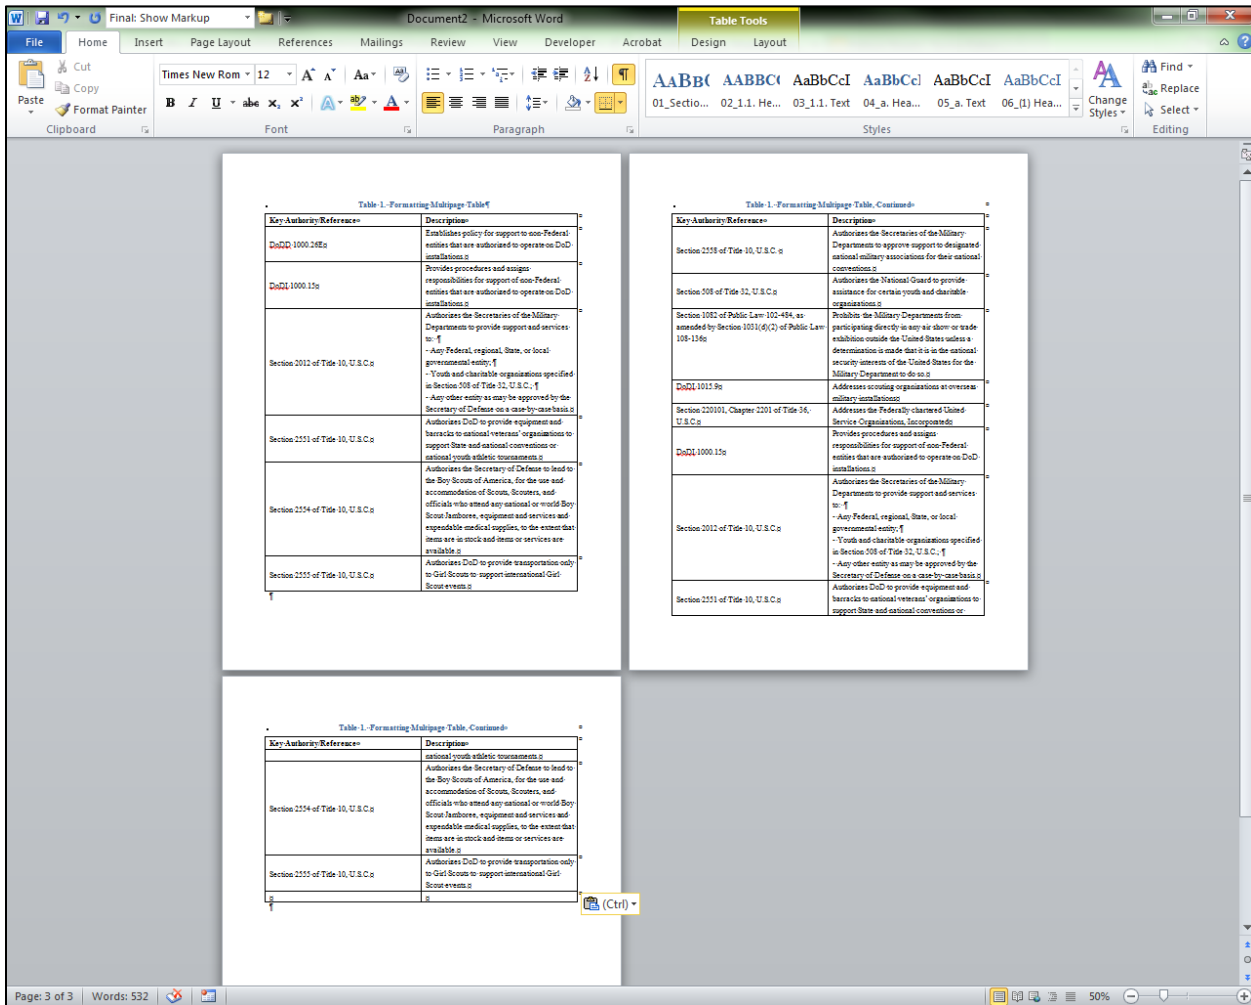 Final: Show Markup
Document2 - Microsoft Word
Table Tools
File Home Insert Page Layout References Mailings Review View Developer Acrobat Design Layout
Paste
Cut
Copy
Format Painter
Times New Rom 12
Clipboard Font Paragraph Styles Editing
AABB( AABBC( AaBbCcI AaBbCcl AaBbCcI AaBbCcI
01_Sectio... 02_1.1. He... 03_1.1. Text 04_a. Hea... 05_a. Text 06_(1) Hea...
Change Styles
Find
Replace
Select
Table 1. Formatting Multipage Table
Key Authority/Reference Description
DoDD 1000.26E
Establishes policy for support to non-Federal
entities that are authorized to operate on DoD
installations.
DoDI 1000.15
Provides procedures and assigns
responsibilities for support of non-Federal
entities that are authorized to operate on DoD
installations.
Section 2012 of Title 10, U.S.C.
Authorizes the Secretaries of the Military
Departments to provide support and services
to:
- Any Federal, regional, State, or local
governmental entity;
- Youth and charitable organizations specified
in Section 508 of Title 32, U.S.C.;
- Any other entity as may be approved by the
Secretary of Defense on a case-by-case basis.
Section 2551 of Title 10, U.S.C.
Authorizes DoD to provide equipment and
barracks to national veterans' organizations to
support State and national conventions or
national youth athletic tournaments.
Section 2554 of Title 10, U.S.C.
Authorizes the Secretary of Defense to lend to
the Boy Scouts of America, for the use and
accommodation of Scouts, Scouters, and
officials who attend any national or world Boy
Scout Jamboree, equipment and services and
expendable medical supplies, to the extent that
items are in stock and items or services are
available.
Section 2555 of Title 10, U.S.C.
Authorizes DoD to provide transportation only
to Girl Scouts to support international Girl
Scout events.
Table 1. Formatting Multipage Table, Continued
Key Authority/Reference Description
Section 2558 of Title 10, U.S.C.
Authorizes the Secretaries of the Military
Departments to approve support to designated
national military associations for their national
conventions.
Section 508 of Title 32, U.S.C.
Authorizes the National Guard to provide
assistance for certain youth and charitable
organizations.
Section 1082 of Public Law 102-484, as
amended by Section 1031(d)(2) of Public Law
108-136
Prohibits the Military Departments from
participating directly in any air show or trade
exhibition outside the United States unless a
determination is made that it is in the national
security interests of the United States for the
Military Department to do so.
DoDI 1015.9
Addresses scouting organizations at overseas
military installations
Section 220101, Chapter 2201 of Title 36,
U.S.C.
Addresses the Federally chartered United
Service Organizations, Incorporated
DoDI 1000.15
Provides procedures and assigns
responsibilities for support of non-Federal
entities that are authorized to operate on DoD
installations.
Section 2012 of Title 10, U.S.C.
Authorizes the Secretaries of the Military
Departments to provide support and services
to:
- Any Federal, regional, State, or local
governmental entity;
- Youth and charitable organizations specified
in Section 508 of Title 32, U.S.C.;
- Any other entity as may be approved by the
Secretary of Defense on a case-by-case basis.
Section 2551 of Title 10, U.S.C.
Authorizes DoD to provide equipment and
barracks to national veterans' organizations to
support State and national conventions or
Table 1. Formatting Multipage Table, Continued
Key Authority/Reference Description
national youth athletic tournaments.
Section 2554 of Title 10, U.S.C.
Authorizes the Secretary of Defense to lend to
the Boy Scouts of America, for the use and
accommodation of Scouts, Scouters, and
officials who attend any national or world Boy
Scout Jamboree, equipment and services and
expendable medical supplies, to the extent that
items are in stock and items or services are
available.
Section 2555 of Title 10, U.S.C.
Authorizes DoD to provide transportation only
to Girl Scouts to support international Girl
Scout events.
(Ctrl)
Page: 3 of 3 Words: 532 50%